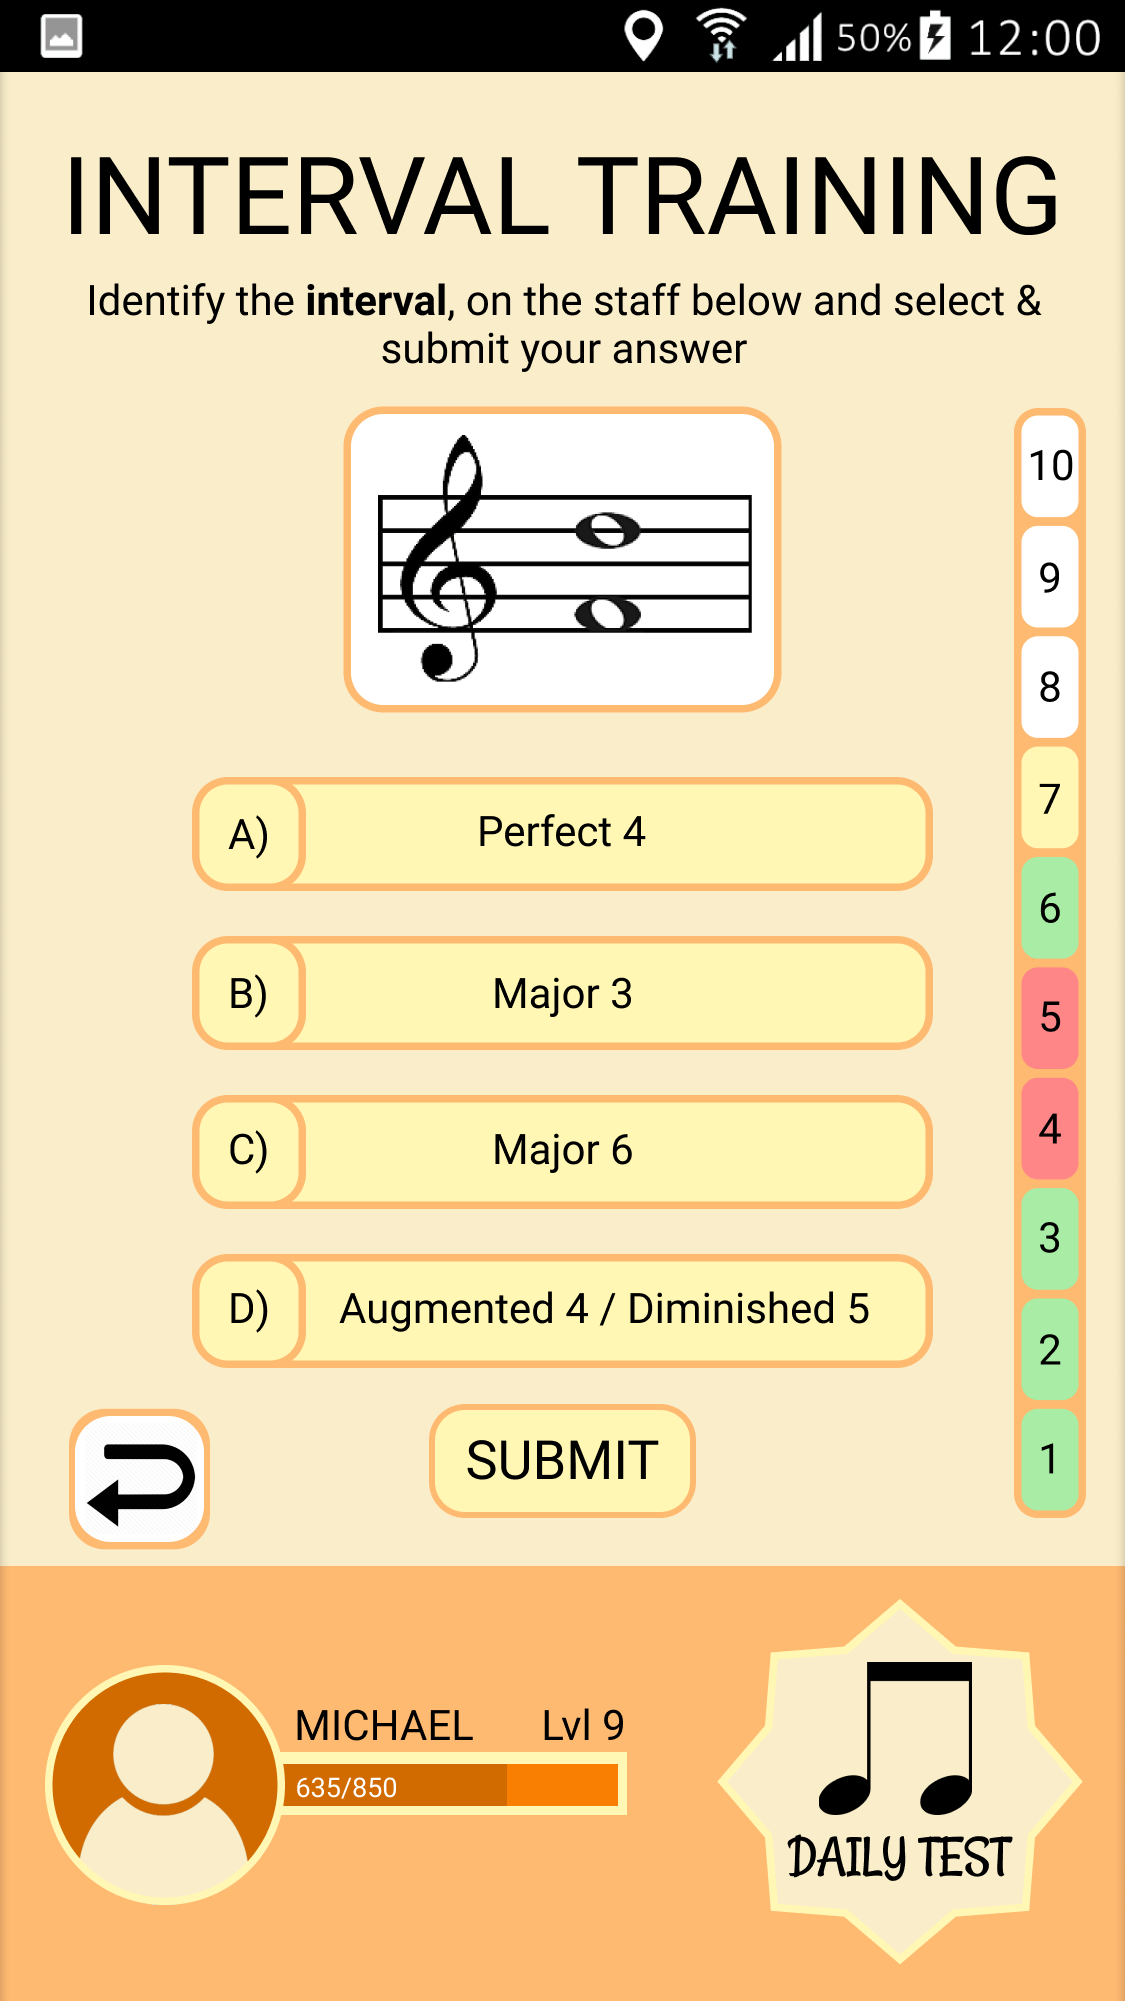 50% 12:00
INTERVAL TRAINING
Identify the interval, on the staff below and select &
submit your answer
10
9
8
7
6
5
4
3
2
1
A) Perfect 4
B) Major 3
C) Major 6
D) Augmented 4 / Diminished 5
SUBMIT
MICHAEL Lvl 9
635/850
DAILY TEST